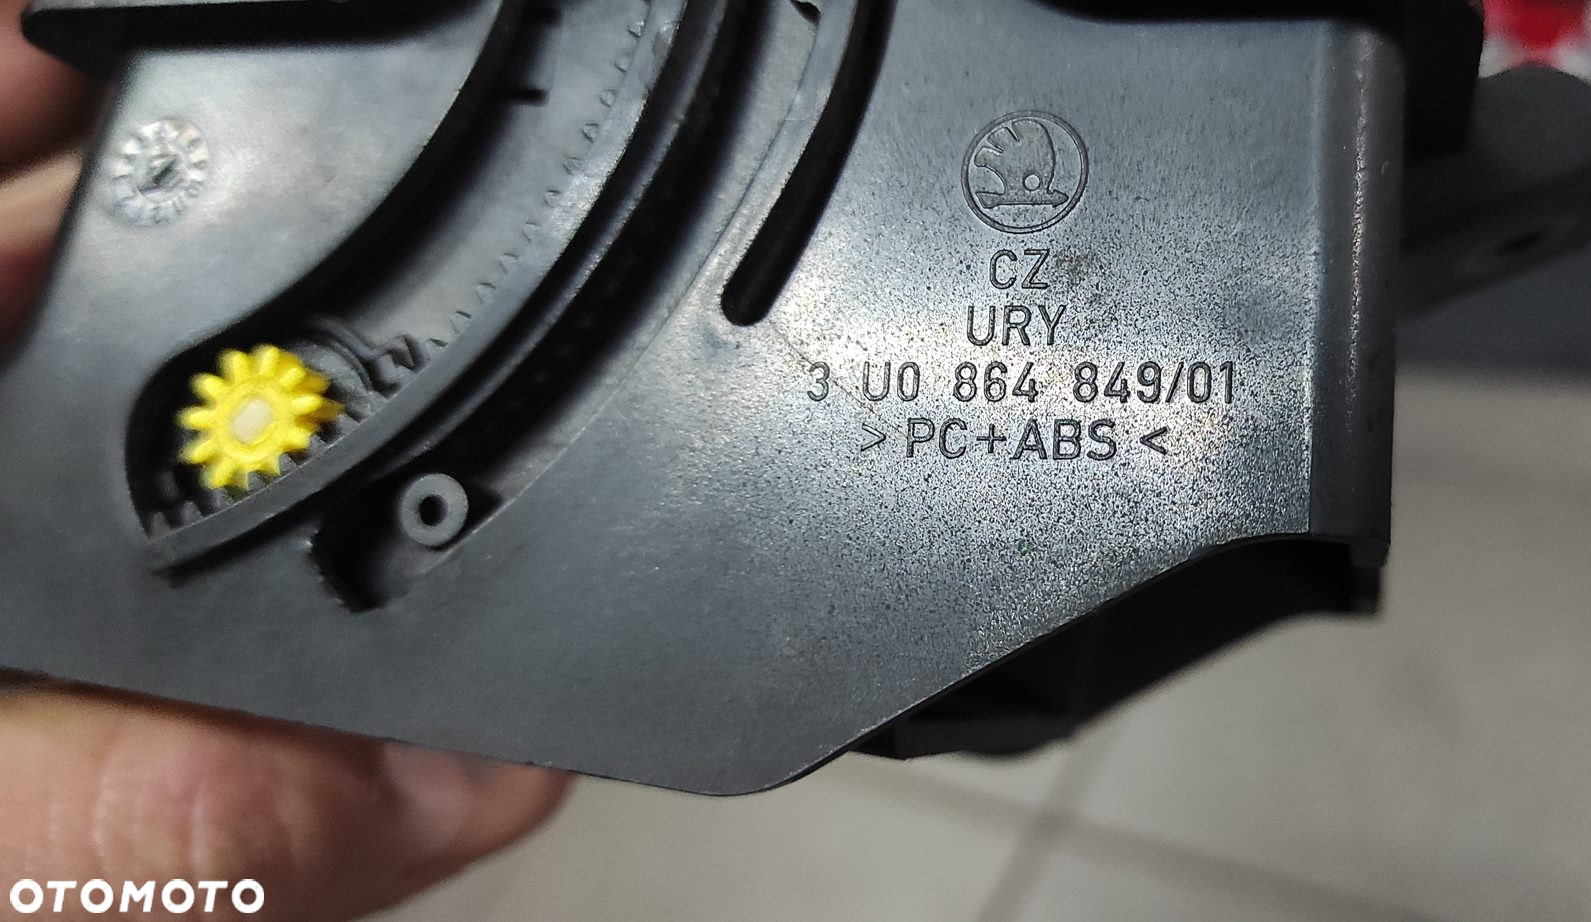 CZ
URY
3 U0 864 849/01
> PC+ABS <
OTOMOTO